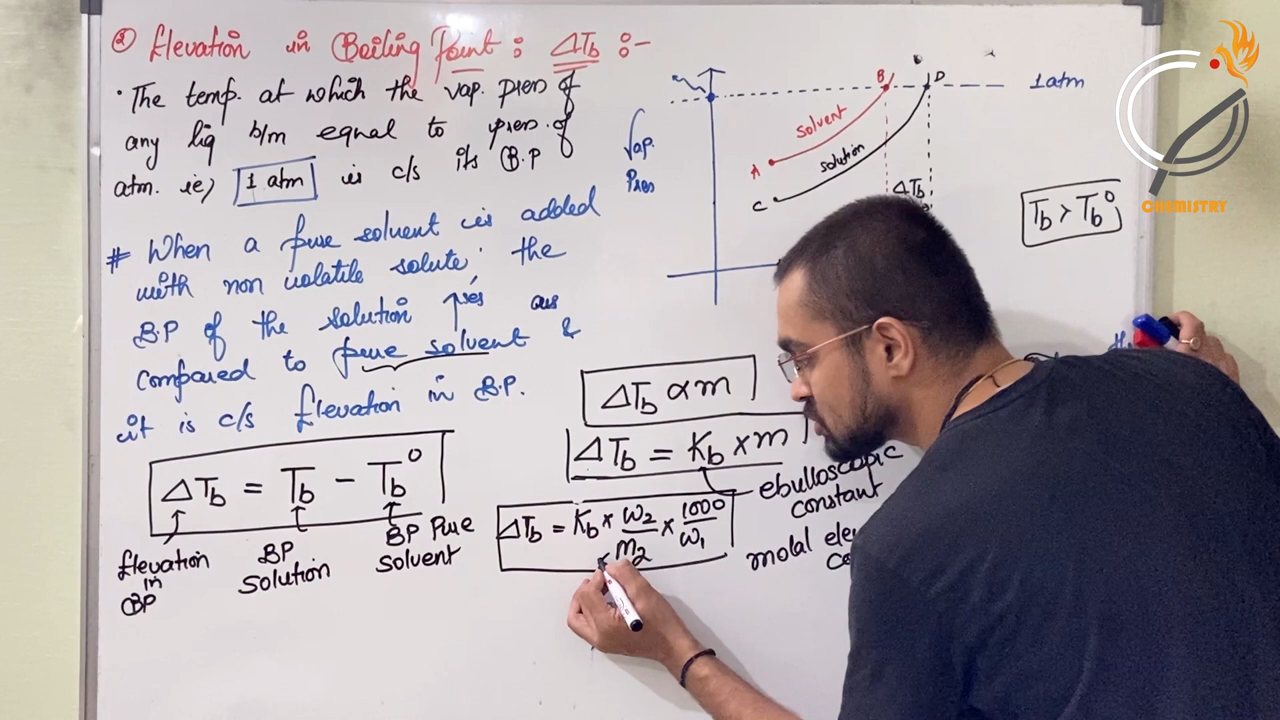 ② Elevation in Boiling Point : ΔTb :-
· The temp. at which the vap. pres of
any liq b/m equal to pres. of
atm. ie) 1 atm is c/s its B.P
# When a pure solvent is added
with non volatile solute, the
B.P of the solution ↑es as
compared to pure solvent &
it is c/s Elevation in B.P.
ΔTb = Tb - Tb°
Elevation in BP
BP solution
BP Pure solvent
Vap. Pres
1 atm
A
B
C
D
solvent
solution
ΔTb
Tb > Tb°
ΔTb ∝ m
ΔTb = Kb × m
ebulloscopic
constant
molal
ΔTb = Kb × W2/M2 × 1000/W1
CHEMISTRY